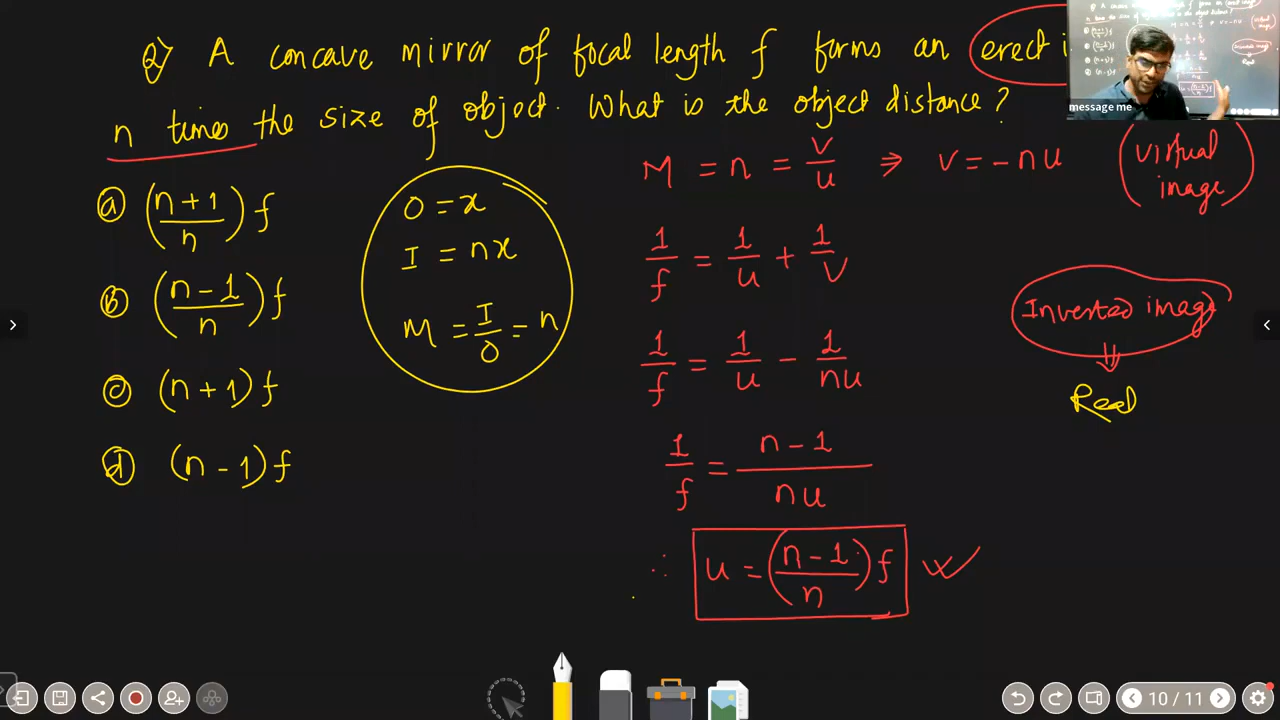 Q) A concave mirror of focal length f forms an erect
n times the size of object. What is the object distance?
message me
ⓐ ((n+1)/n) f
ⓑ ((n-1)/n) f
ⓒ (n+1) f
ⓓ (n-1) f
O = x
I = nx
M = I/O = n
M = n = v/u ⇒ v = -nu
(virtual
image)
1/f = 1/u + 1/v
1/f = 1/u - 1/nu
1/f = (n-1)/nu
∴ u = ((n-1)/n) f
Inverted image
⇓
Real
10 / 11